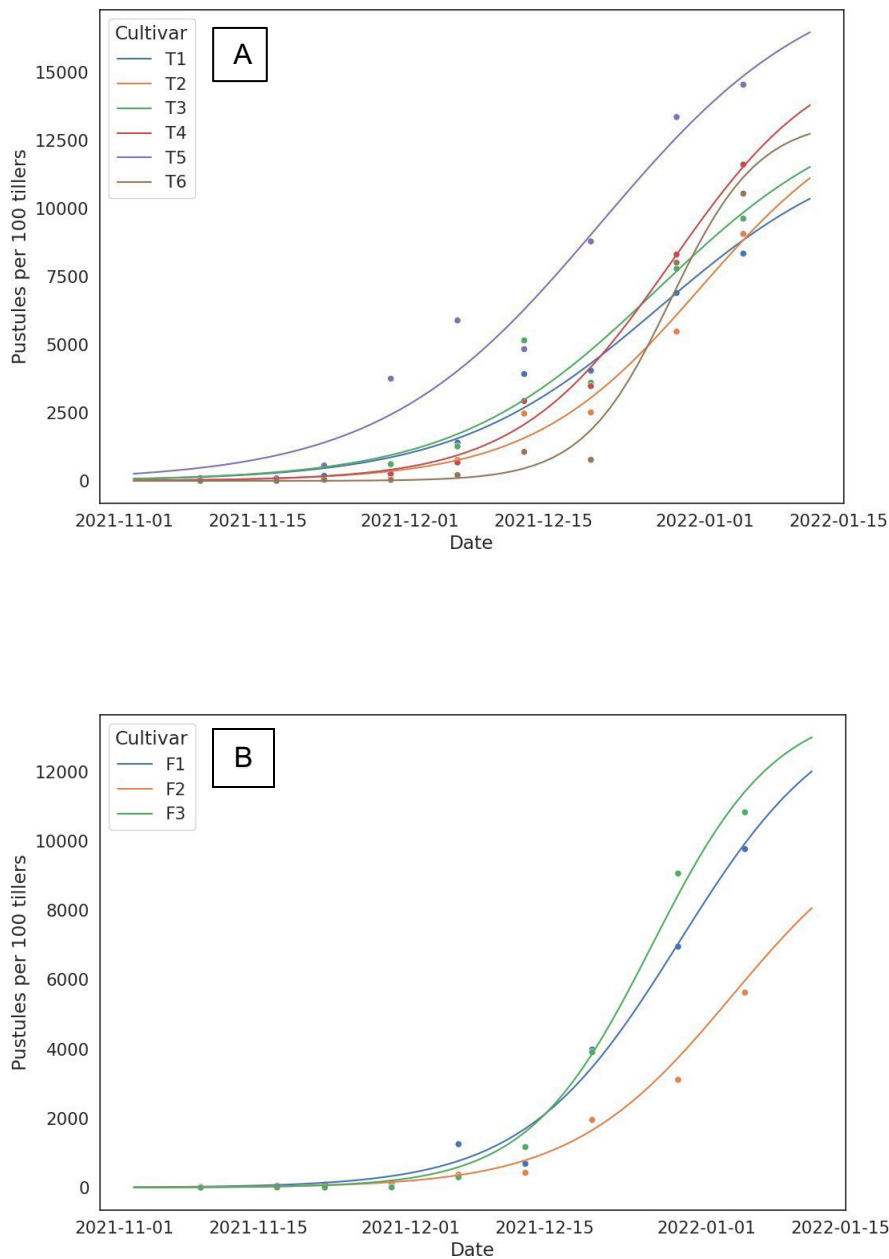 Cultivar
T1
T2
T3
T4
T5
T6
A
15000
12500
10000
7500
5000
2500
0
Pustules per 100 tillers
2021-11-01 2021-11-15 2021-12-01 2021-12-15 2022-01-01 2022-01-15
Date
Cultivar
F1
F2
F3
B
12000
10000
8000
6000
4000
2000
0
Pustules per 100 tillers
2021-11-01 2021-11-15 2021-12-01 2021-12-15 2022-01-01 2022-01-15
Date